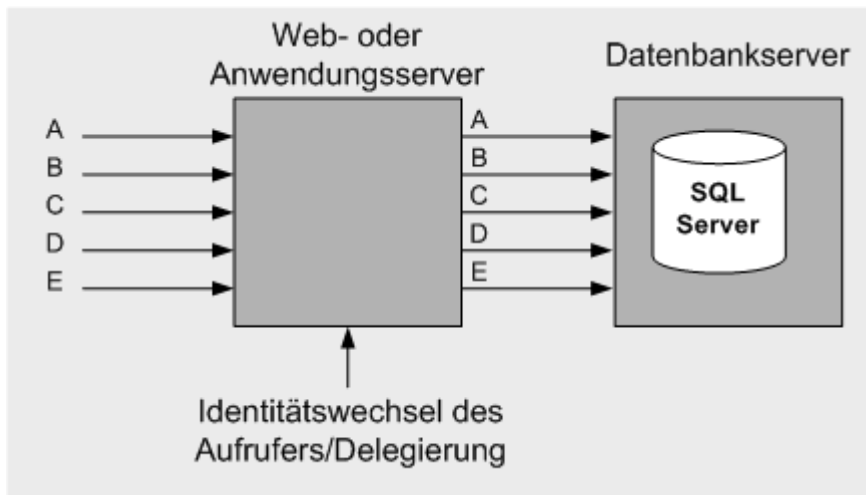 Web- oder
Anwendungsserver
Datenbankserver
A
B
C
D
E
A
B
C
D
E
SQL
Server
Identitätswechsel des
Aufrufers/Delegierung